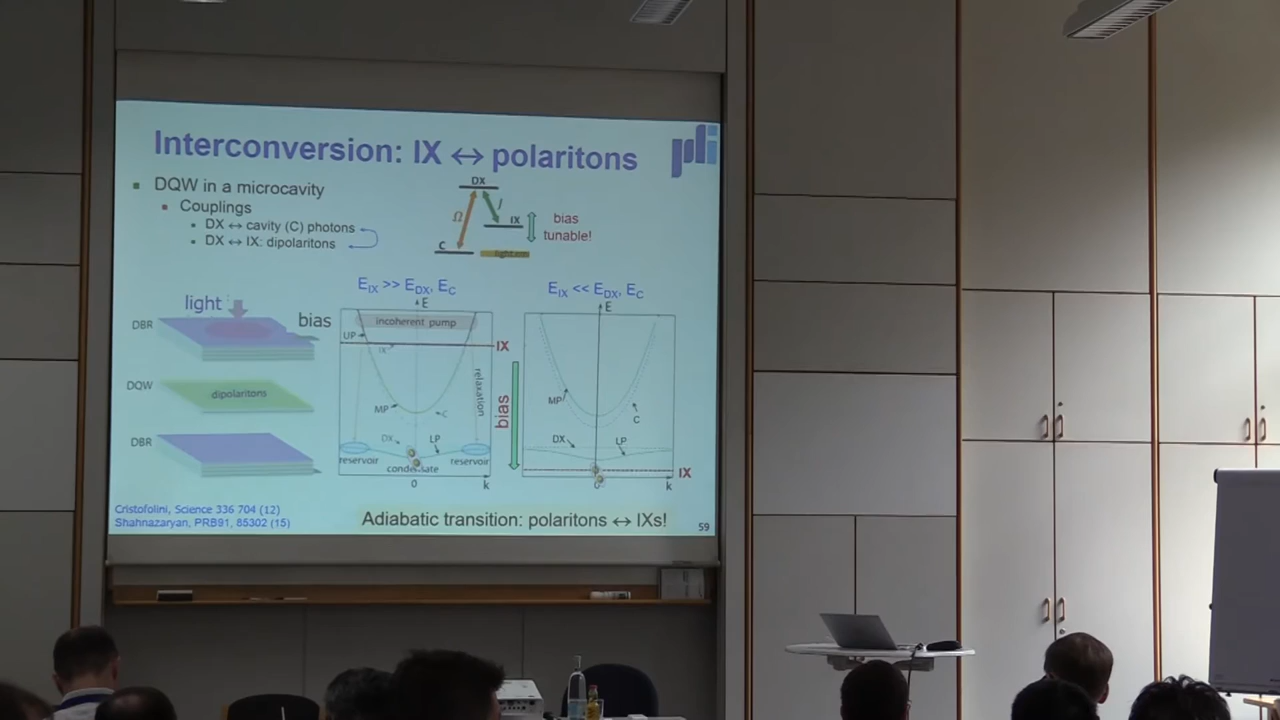 Interconversion: IX ↔ polaritons
pdi
DQW in a microcavity
Couplings
DX ↔ cavity (C) photons
DX ↔ IX: dipolaritons
DX
Ω
J
IX
C
bias
tunable!
light
DBR
DQW
dipolaritons
DBR
bias
E_IX >> E_DX, E_C
E
incoherent pump
UP
IX
IX
relaxation
MP
C
DX
LP
reservoir
condensate
reservoir
0
k
bias
E_IX << E_DX, E_C
E
MP
C
DX
LP
IX
k
Cristofolini, Science 336 704 (12)
Shahnazaryan, PRB91, 85302 (15)
Adiabatic transition: polaritons ↔ IXs!
59